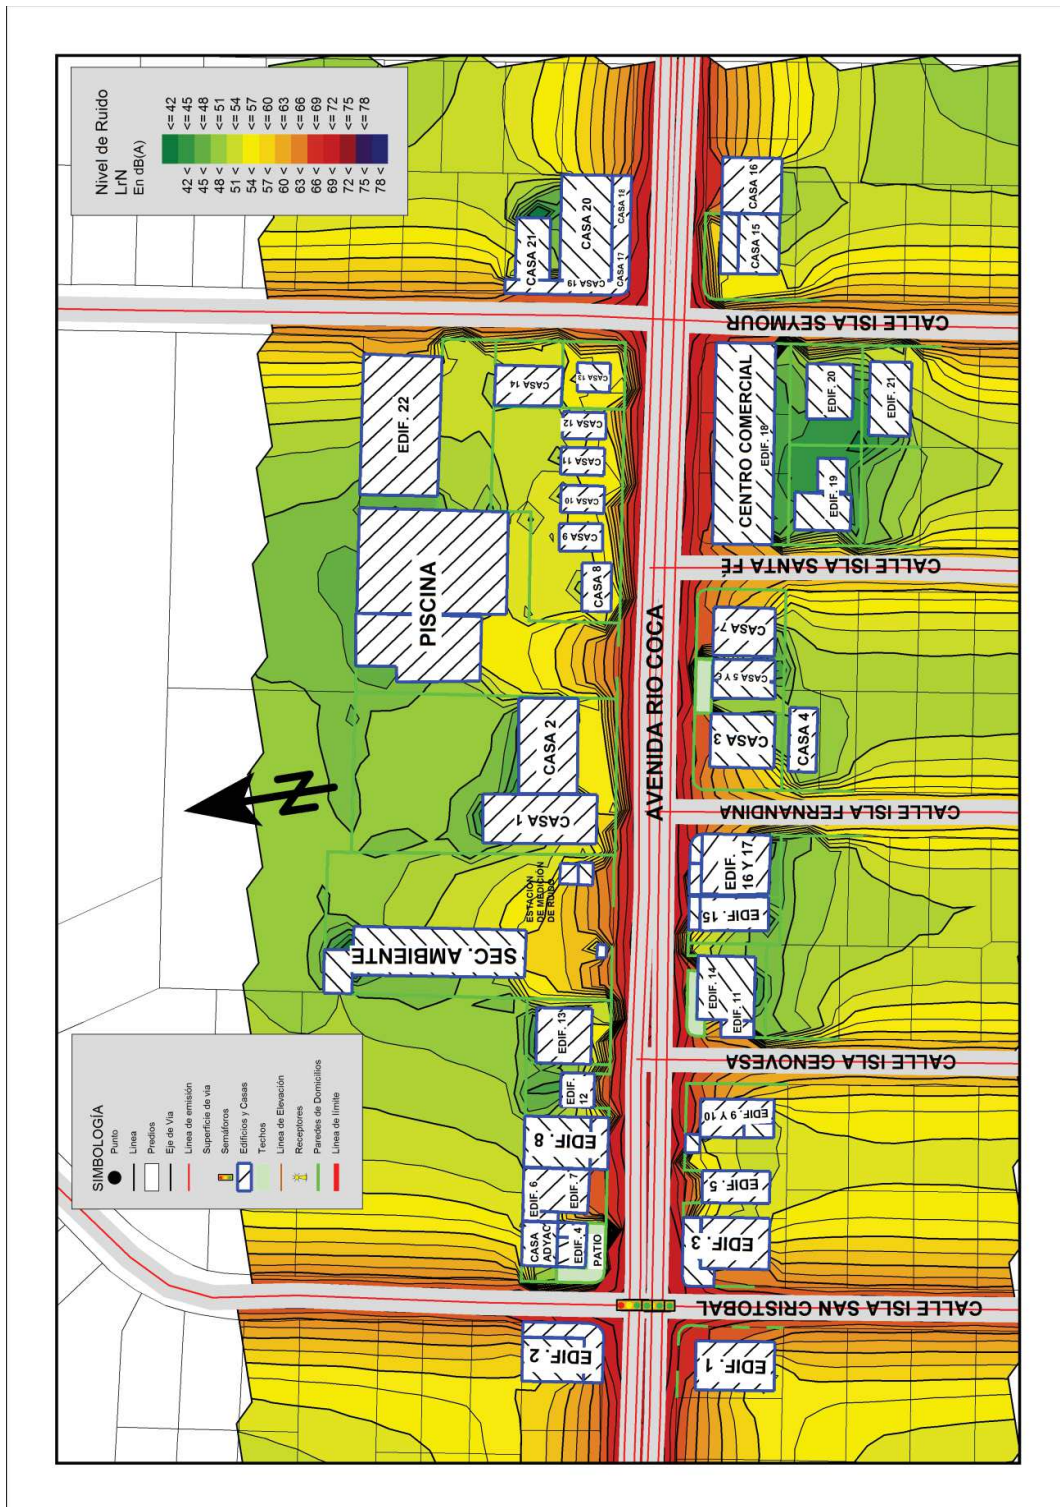 Nivel de Ruido
LrN
En dB(A)
<= 42
42 < <= 45
45 < <= 48
48 < <= 51
51 < <= 54
54 < <= 57
57 < <= 60
60 < <= 63
63 < <= 66
66 < <= 69
69 < <= 72
72 < <= 75
75 < <= 78
78 <
SIMBOLOGÍA
Punto
Linea
Predios
Eje de Via
Línea de emisión
Superficie de via
Semáforos
Edificios y Casas
Techos
Linea de Elevación
Receptores
Paredes de Domicilios
Linea de límite
N
AVENIDA RIO COCA
CALLE ISLA SAN CRISTOBAL
CALLE ISLA GENOVESA
CALLE ISLA FERNANDINA
CALLE ISLA SANTA FE
CALLE ISLA SEYMOUR
EDIF. 2
CASA
ADYAC
EDIF. 4
PATIO
EDIF. 6
EDIF. 7
EDIF. 8
EDIF.
12
EDIF. 13
SEC. AMBIENTE
ESTACIÓN
DE MEDICIÓN
DE RUIDO
CASA 1
CASA 2
PISCINA
EDIF. 22
CASA 8
CASA 9
CASA 10
CASA 11
CASA 12
CASA 13
CASA 14
CASA 21
CASA 20
CASA 19
CASA 17
CASA 18
EDIF. 1
EDIF. 3
EDIF. 5
EDIF. 9 Y 10
EDIF. 14
EDIF. 11
EDIF. 15
EDIF.
16 Y 17
CASA 3
CASA 4
CASA 5 Y 6
CASA 7
CENTRO COMERCIAL
EDIF. 18
EDIF. 19
EDIF. 20
EDIF. 21
CASA 15
CASA 16